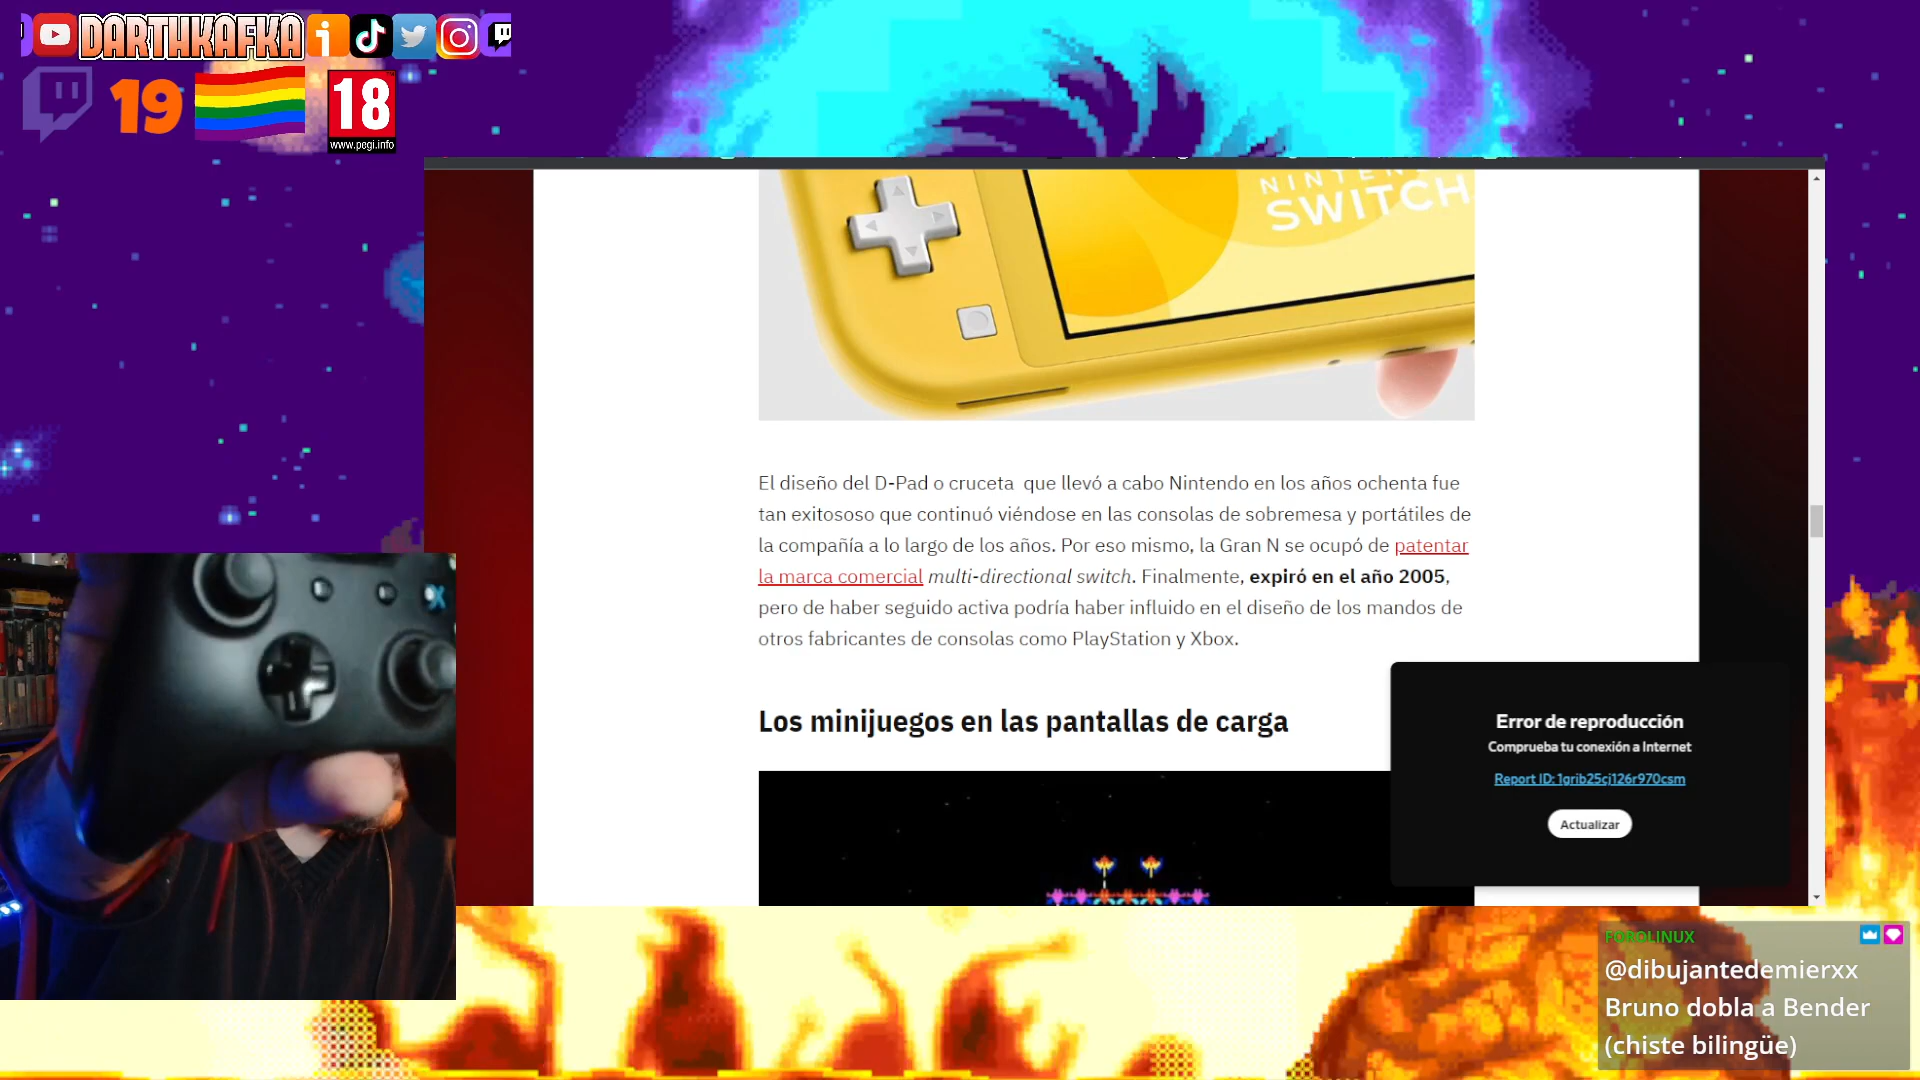 DARTHKAFKA
19
18
www.pegi.info
NINTENDO
SWITCH
El diseño del D-Pad o cruceta que llevó a cabo Nintendo en los años ochenta fue
tan exitososo que continuó viéndose en las consolas de sobremesa y portátiles de
la compañía a lo largo de los años. Por eso mismo, la Gran N se ocupó de patentar
la marca comercial multi-directional switch. Finalmente, expiró en el año 2005,
pero de haber seguido activa podría haber influido en el diseño de los mandos de
otros fabricantes de consolas como PlayStation y Xbox.
Los minijuegos en las pantallas de carga
Error de reproducción
Comprueba tu conexión a Internet
Report ID: 1grib25cj126r970csm
Actualizar
X
FOROLINUX
@dibujantedemierxx
Bruno dobla a Bender
(chiste bilingüe)